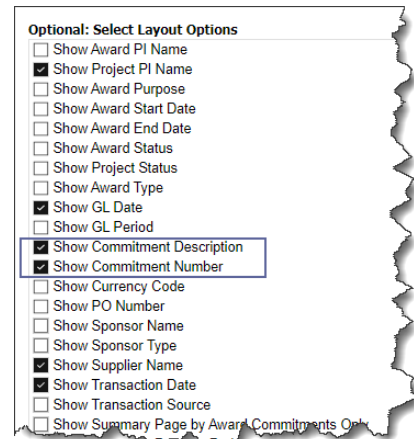 Optional: Select Layout Options
Show Award PI Name
Show Project PI Name
Show Award Purpose
Show Award Start Date
Show Award End Date
Show Award Status
Show Project Status
Show Award Type
Show GL Date
Show GL Period
Show Commitment Description
Show Commitment Number
Show Currency Code
Show PO Number
Show Sponsor Name
Show Sponsor Type
Show Supplier Name
Show Transaction Date
Show Transaction Source
Show Summary Page by Award Commitments Only